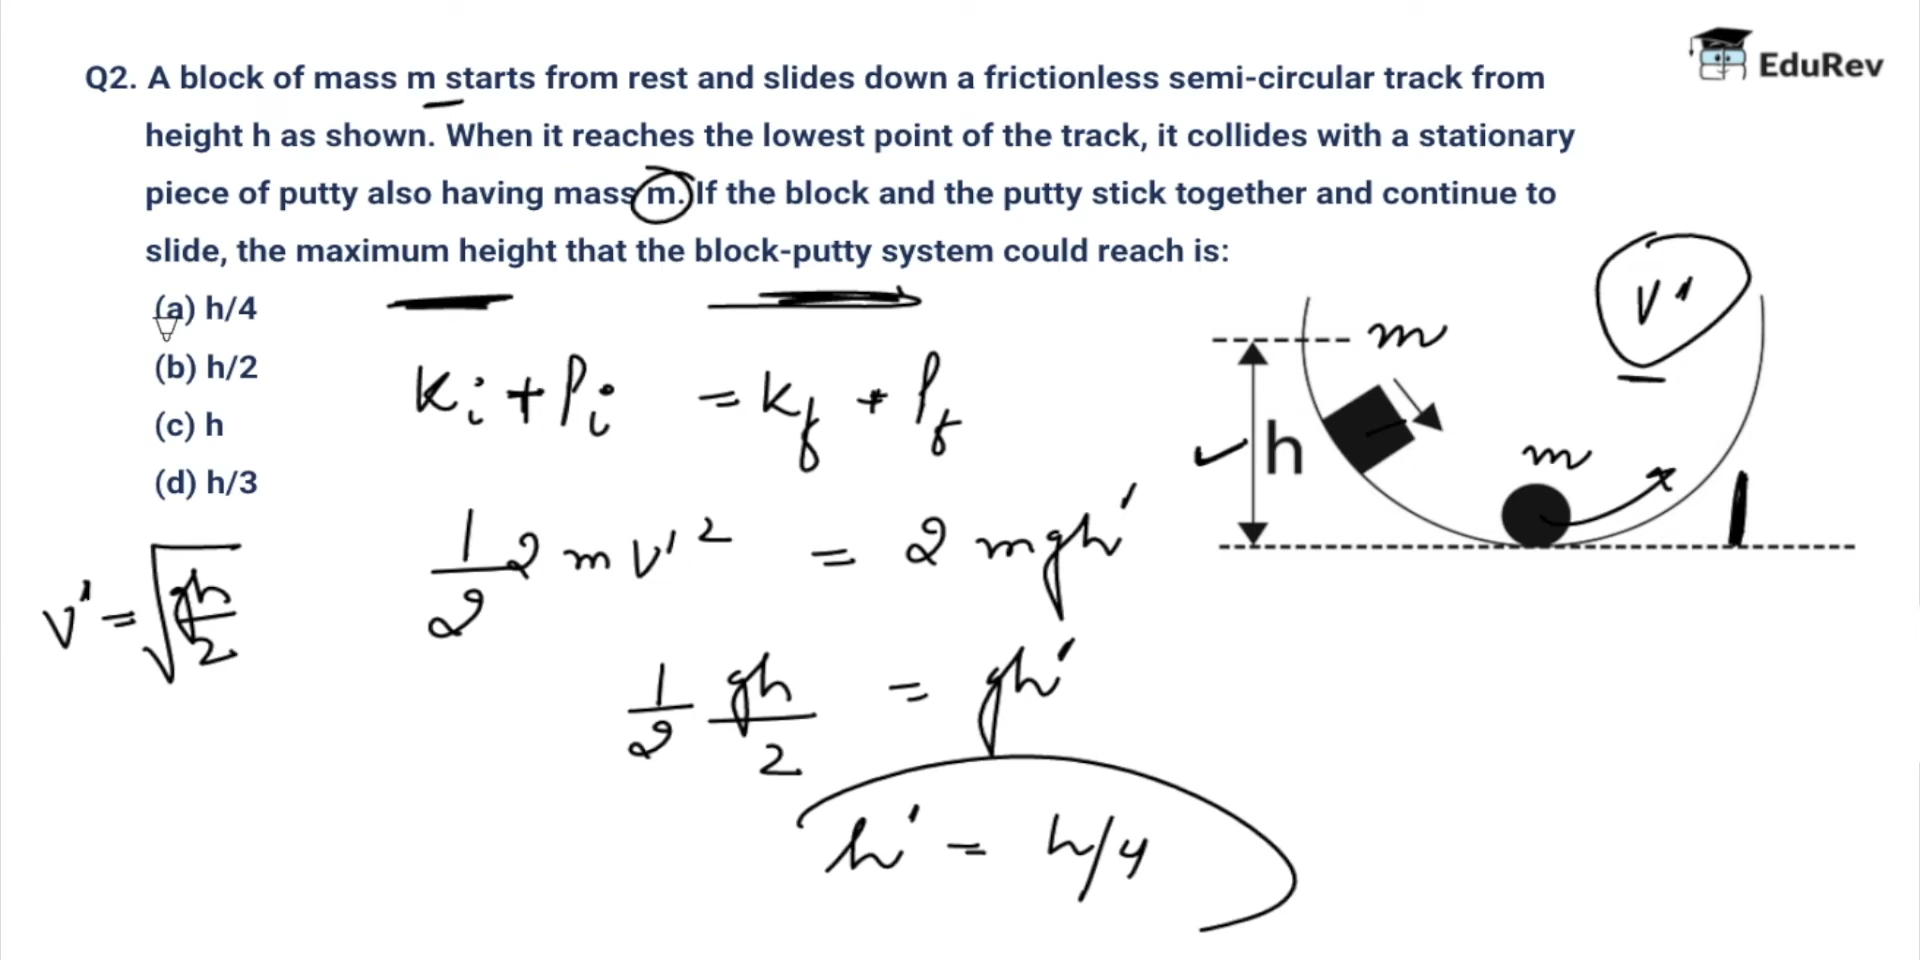 EduRev
Q2. A block of mass m starts from rest and slides down a frictionless semi-circular track from
height h as shown. When it reaches the lowest point of the track, it collides with a stationary
piece of putty also having mass m. If the block and the putty stick together and continue to
slide, the maximum height that the block-putty system could reach is:
(a) h/4
(b) h/2
(c) h
(d) h/3
Ki + Pi = Kf + Pf
1/2 2 m v'² = 2 mgh'
v' = √(gh/2)
1/2 gh/2 = gh'
h' = h/4
v'
m
h
m